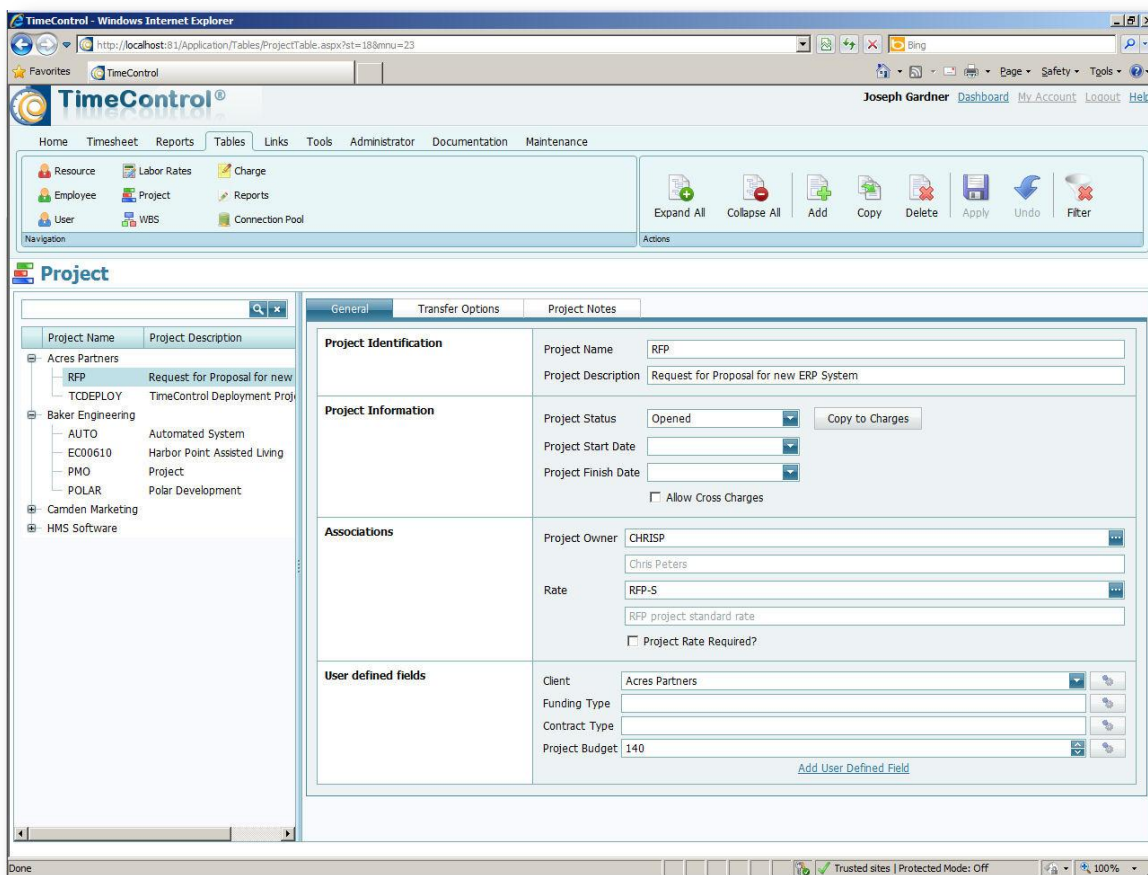 TimeControl - Windows Internet Explorer
http://localhost:81/Application/Tables/ProjectTable.aspx?st=18&mnu=23
Bing
Favorites TimeControl
Page Safety Tools
TimeControl®
Joseph Gardner Dashboard My Account Logout Help
Home Timesheet Reports Tables Links Tools Administrator Documentation Maintenance
Resource Labor Rates Charge
Employee Project Reports
User WBS Connection Pool
Navigation
Expand All Collapse All Add Copy Delete Apply Undo Filter
Actions
Project
General Transfer Options Project Notes
Project Name Project Description
Acres Partners
RFP Request for Proposal for new
TCDEPLOY TimeControl Deployment Proj
Baker Engineering
AUTO Automated System
EC00610 Harbor Point Assisted Living
PMO Project
POLAR Polar Development
Camden Marketing
HMS Software
Project Identification
Project Name RFP
Project Description Request for Proposal for new ERP System
Project Information
Project Status Opened Copy to Charges
Project Start Date
Project Finish Date
Allow Cross Charges
Associations
Project Owner CHRISP
Chris Peters
Rate RFP-S
RFP project standard rate
Project Rate Required?
User defined fields
Client Acres Partners
Funding Type
Contract Type
Project Budget 140
Add User Defined Field
Done Trusted sites | Protected Mode: Off 100%